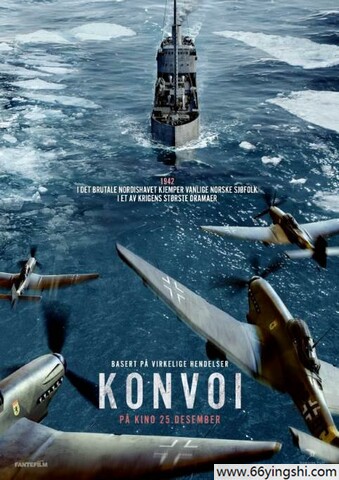 1942
I DET BRUTALE NORDISHAVET KJEMPER VANLIGE NORSKE SJØFOLK
I ET AV KRIGENS STØRSTE DRAMAER
BASERT PÅ VIRKELIGE HENDELSER
KONVOI
PÅ KINO 25. DESEMBER
FANTEFILM
www.66yingshi.com